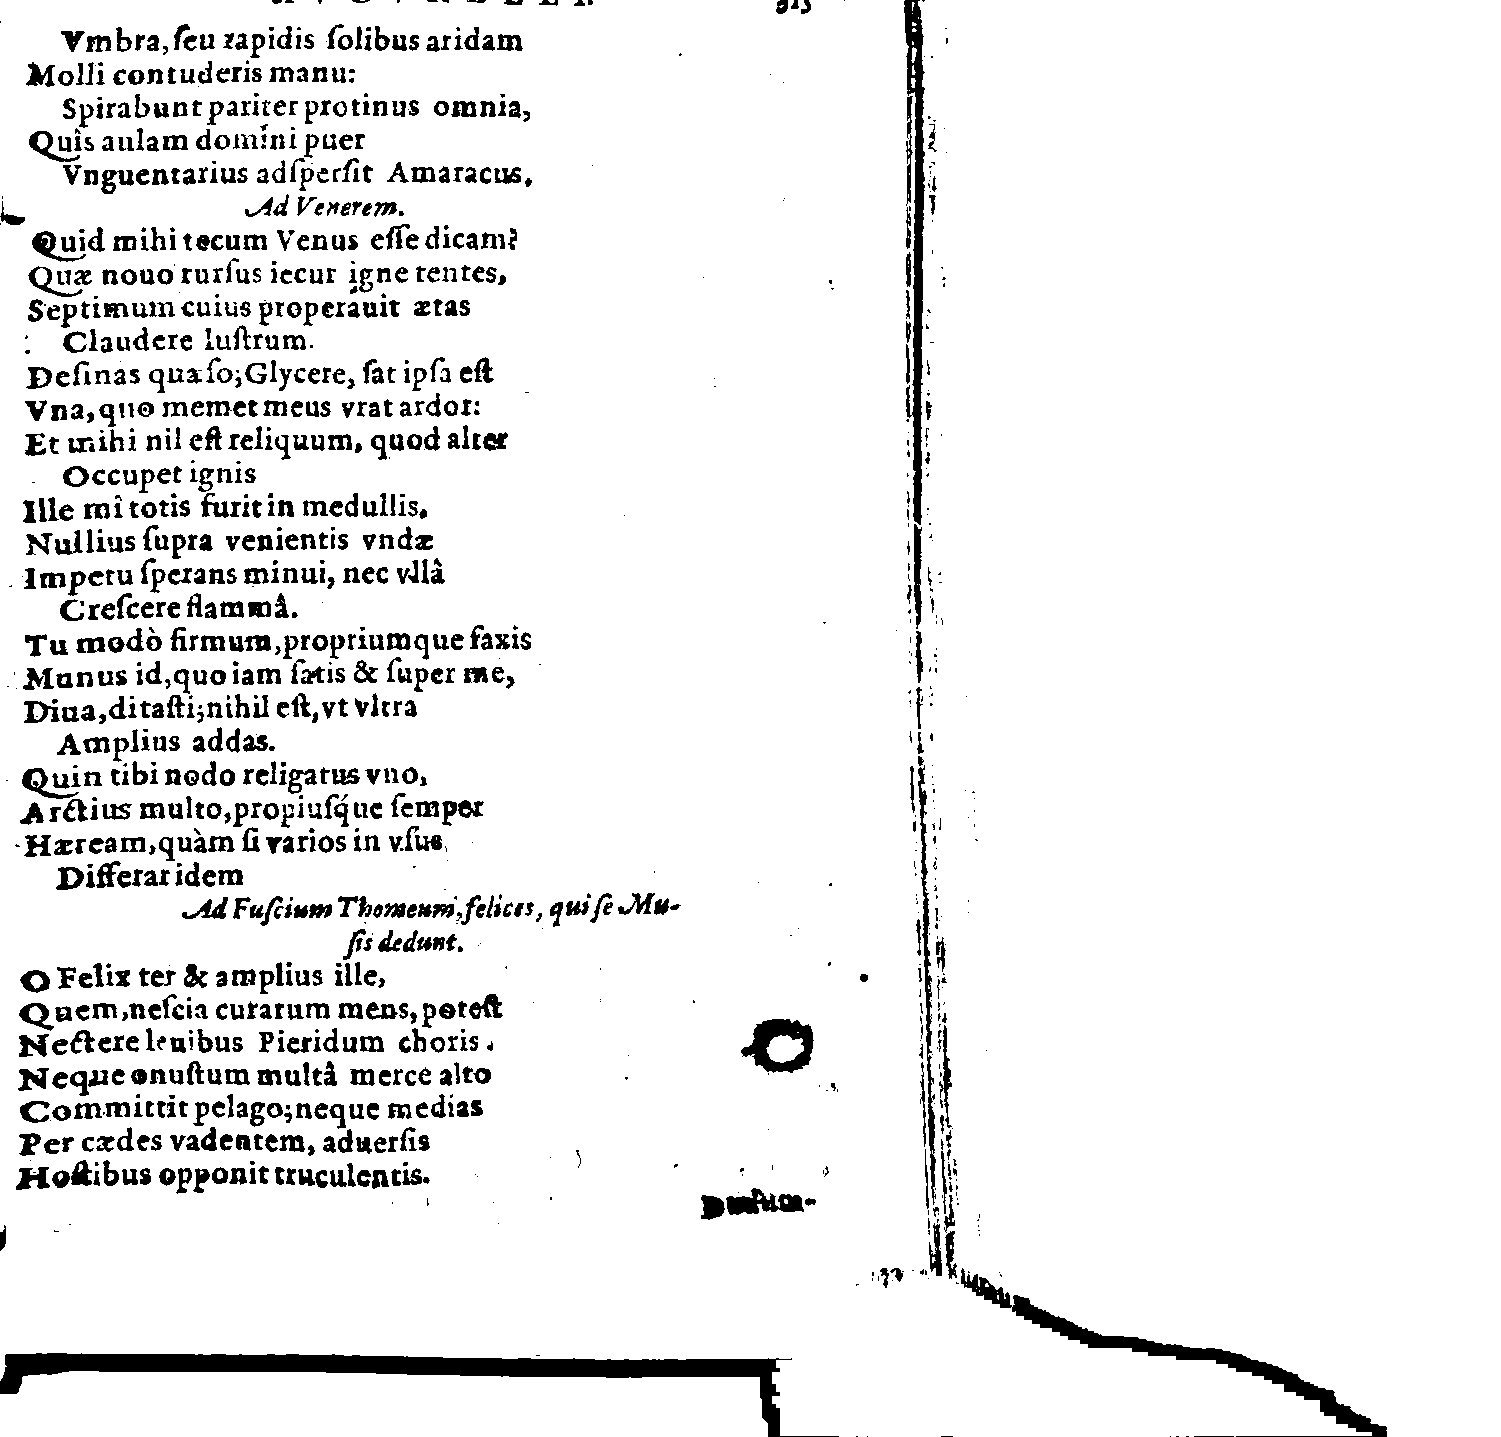 Vmbra, ſeu rapidis ſolibus aridam
Molli contuderis manu:
Spirabunt pariter protinus omnia,
Quîs aulam domíni puer
Vnguentarius adſperſit Amaracus.
Ad Venerem.
Quid mihi tecum Venus eſſe dicam?
Quæ nouo rurſus iecur igne tentes,
Septimum cuius properauit ætas
Claudere luſtrum.
Deſinas quæſo; Glycere, ſat ipſa eſt
Vna, quo memet meus vrat ardor:
Et mihi nil eſt reliquum, quod alter
Occupet ignis
Ille mî totis furit in medullis.
Nullius ſupra venientis vndæ
Impetu ſperans minui, nec vllâ
Creſcere flammâ.
Tu modò firmum, propriumque faxis
Munus id, quo iam ſatis & ſuper me,
Diua, ditaſti; nihil eſt, vt vltra
Amplius addas.
Quin tibi nodo religatus vno,
Arctius multo, propiuſq́ue ſemper
Hæream, quàm ſi varios in vſus
Differar idem
Ad Fuſcium Thomeum, felices, qui ſe Mu-
ſis dedunt.
O Felix ter & amplius ille,
Quem, neſcia curarum mens, poteſt
Nectere leuibus Pieridum choris.
Neque onuſtum multâ merce alto
Committit pelago; neque medias
Per cædes vadentem, aduerſis
Hoſtibus opponit truculentis.